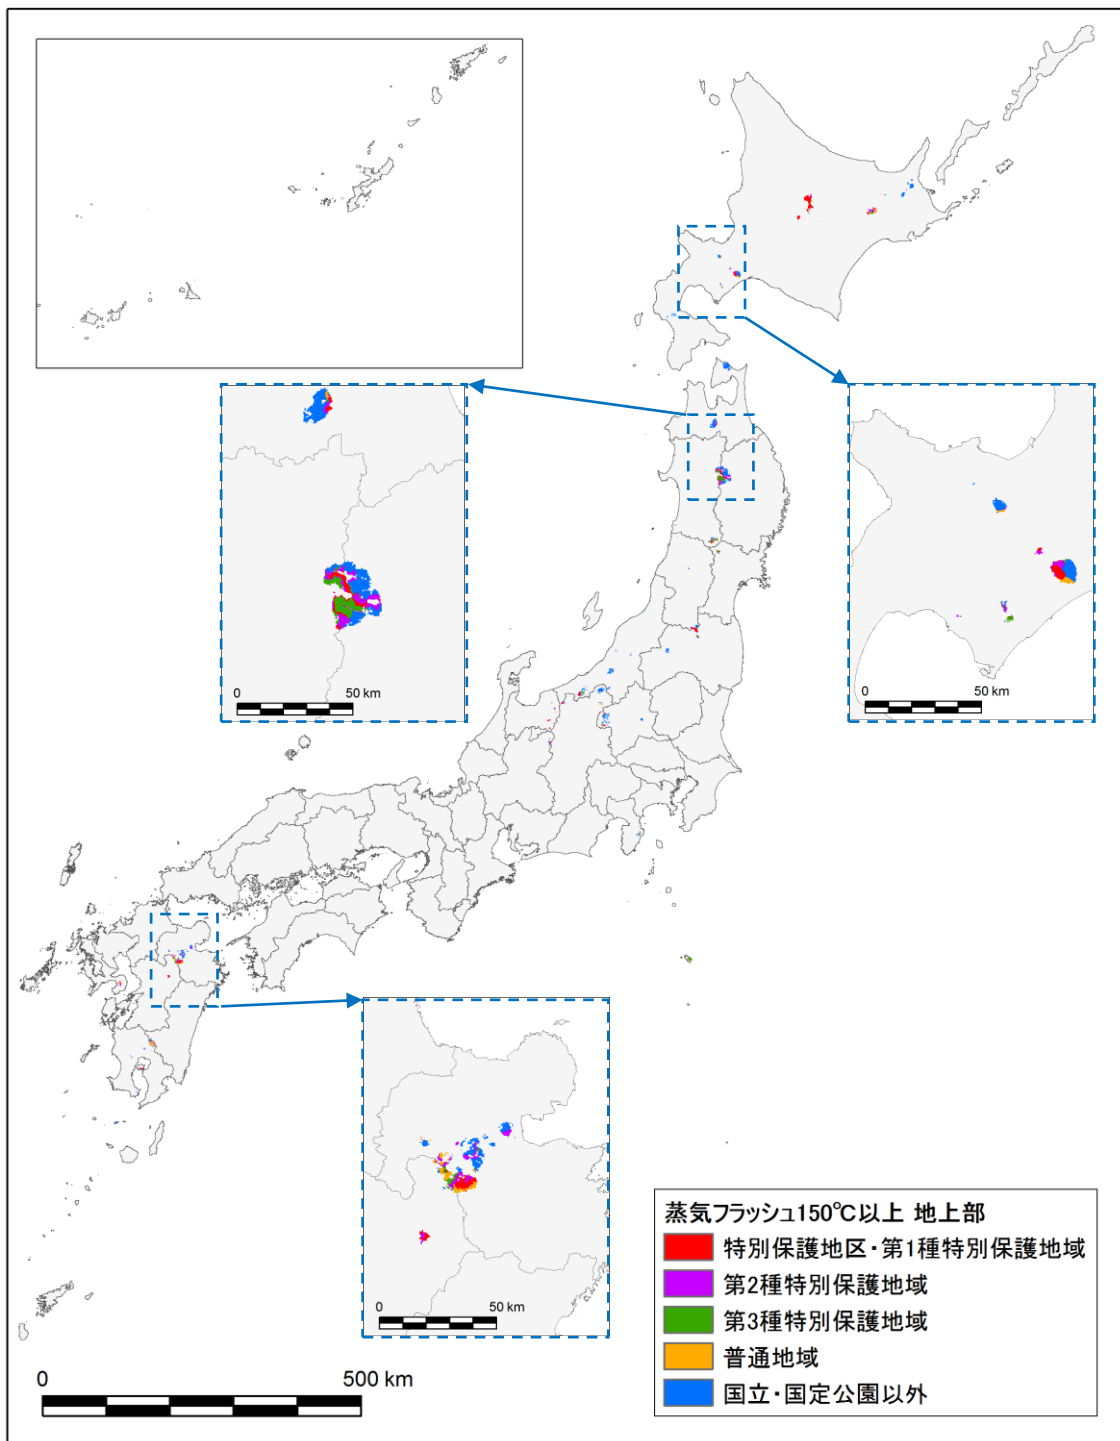 0 50 km
0 50 km
0 50 km
蒸気フラッシュ150℃以上 地上部
特別保護地区・第1種特別保護地域
第2種特別保護地域
第3種特別保護地域
普通地域
国立・国定公園以外
0 500 km